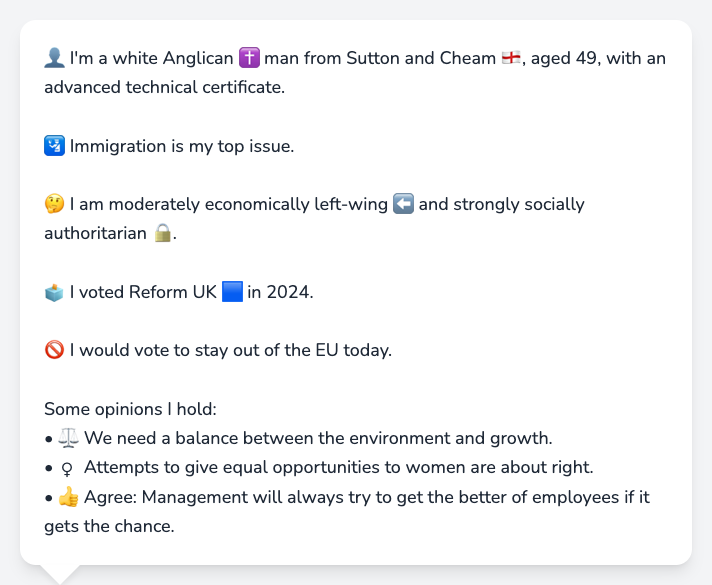 👤 I'm a white Anglican ✝️ man from Sutton and Cheam 🏴󠁧󠁢󠁥󠁮󠁧󠁿, aged 49, with an
advanced technical certificate.
🛂 Immigration is my top issue.
🤔 I am moderately economically left-wing ⬅️ and strongly socially
authoritarian 🔒.
🗳️ I voted Reform UK 🟦 in 2024.
🚫 I would vote to stay out of the EU today.
Some opinions I hold:
• ⚖️ We need a balance between the environment and growth.
• ♀ Attempts to give equal opportunities to women are about right.
• 👍 Agree: Management will always try to get the better of employees if it
gets the chance.